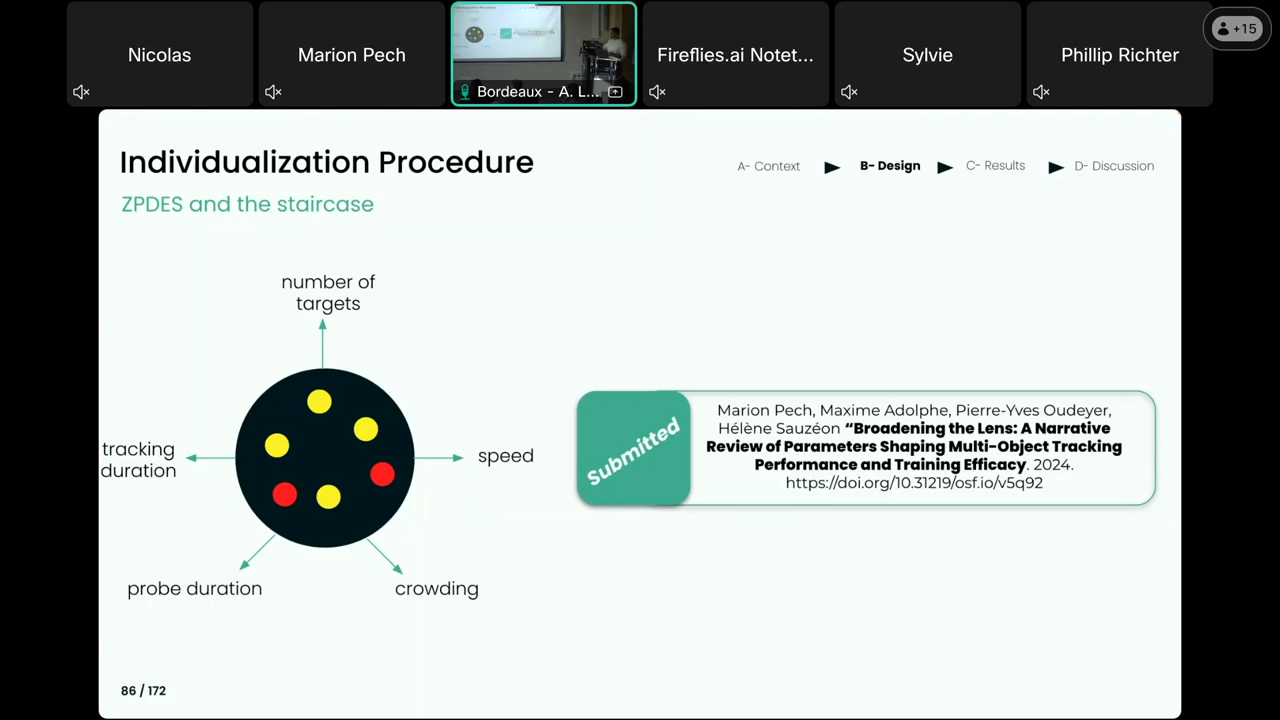 Nicolas
Marion Pech
Bordeaux - A. L...
Fireflies.ai Notet...
Sylvie
Phillip Richter
+15
Individualization Procedure
A- Context
B- Design
C- Results
D- Discussion
ZPDES and the staircase
number of
targets
tracking
duration
speed
probe duration
crowding
Submitted
Marion Pech, Maxime Adolphe, Pierre-Yves Oudeyer,
Hélène Sauzéon “Broadening the Lens: A Narrative
Review of Parameters Shaping Multi-Object Tracking
Performance and Training Efficacy. 2024.
https://doi.org/10.31219/osf.io/v5q92
86 / 172